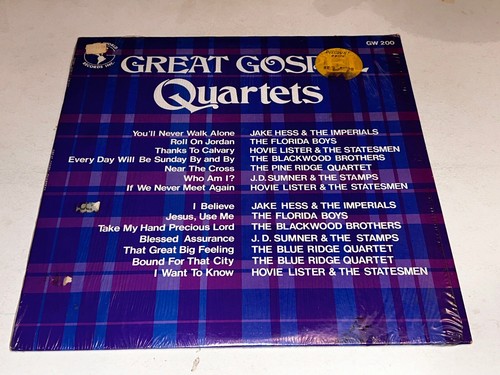 RECORDS INC.
GW 200
GREAT GOSPEL
Quartets
You'll Never Walk Alone JAKE HESS & THE IMPERIALS
Roll On Jordan THE FLORIDA BOYS
Thanks To Calvary HOVIE LISTER & THE STATESMEN
Every Day Will Be Sunday By and By THE BLACKWOOD BROTHERS
Near The Cross THE PINE RIDGE QUARTET
Who Am I? J.D. SUMNER & THE STAMPS
If We Never Meet Again HOVIE LISTER & THE STATESMEN
I Believe JAKE HESS & THE IMPERIALS
Jesus, Use Me THE FLORIDA BOYS
Take My Hand Precious Lord THE BLACKWOOD BROTHERS
Blessed Assurance J.D. SUMNER & THE STAMPS
That Great Big Feeling THE BLUE RIDGE QUARTET
Bound For That City THE BLUE RIDGE QUARTET
I Want To Know HOVIE LISTER & THE STATESMEN